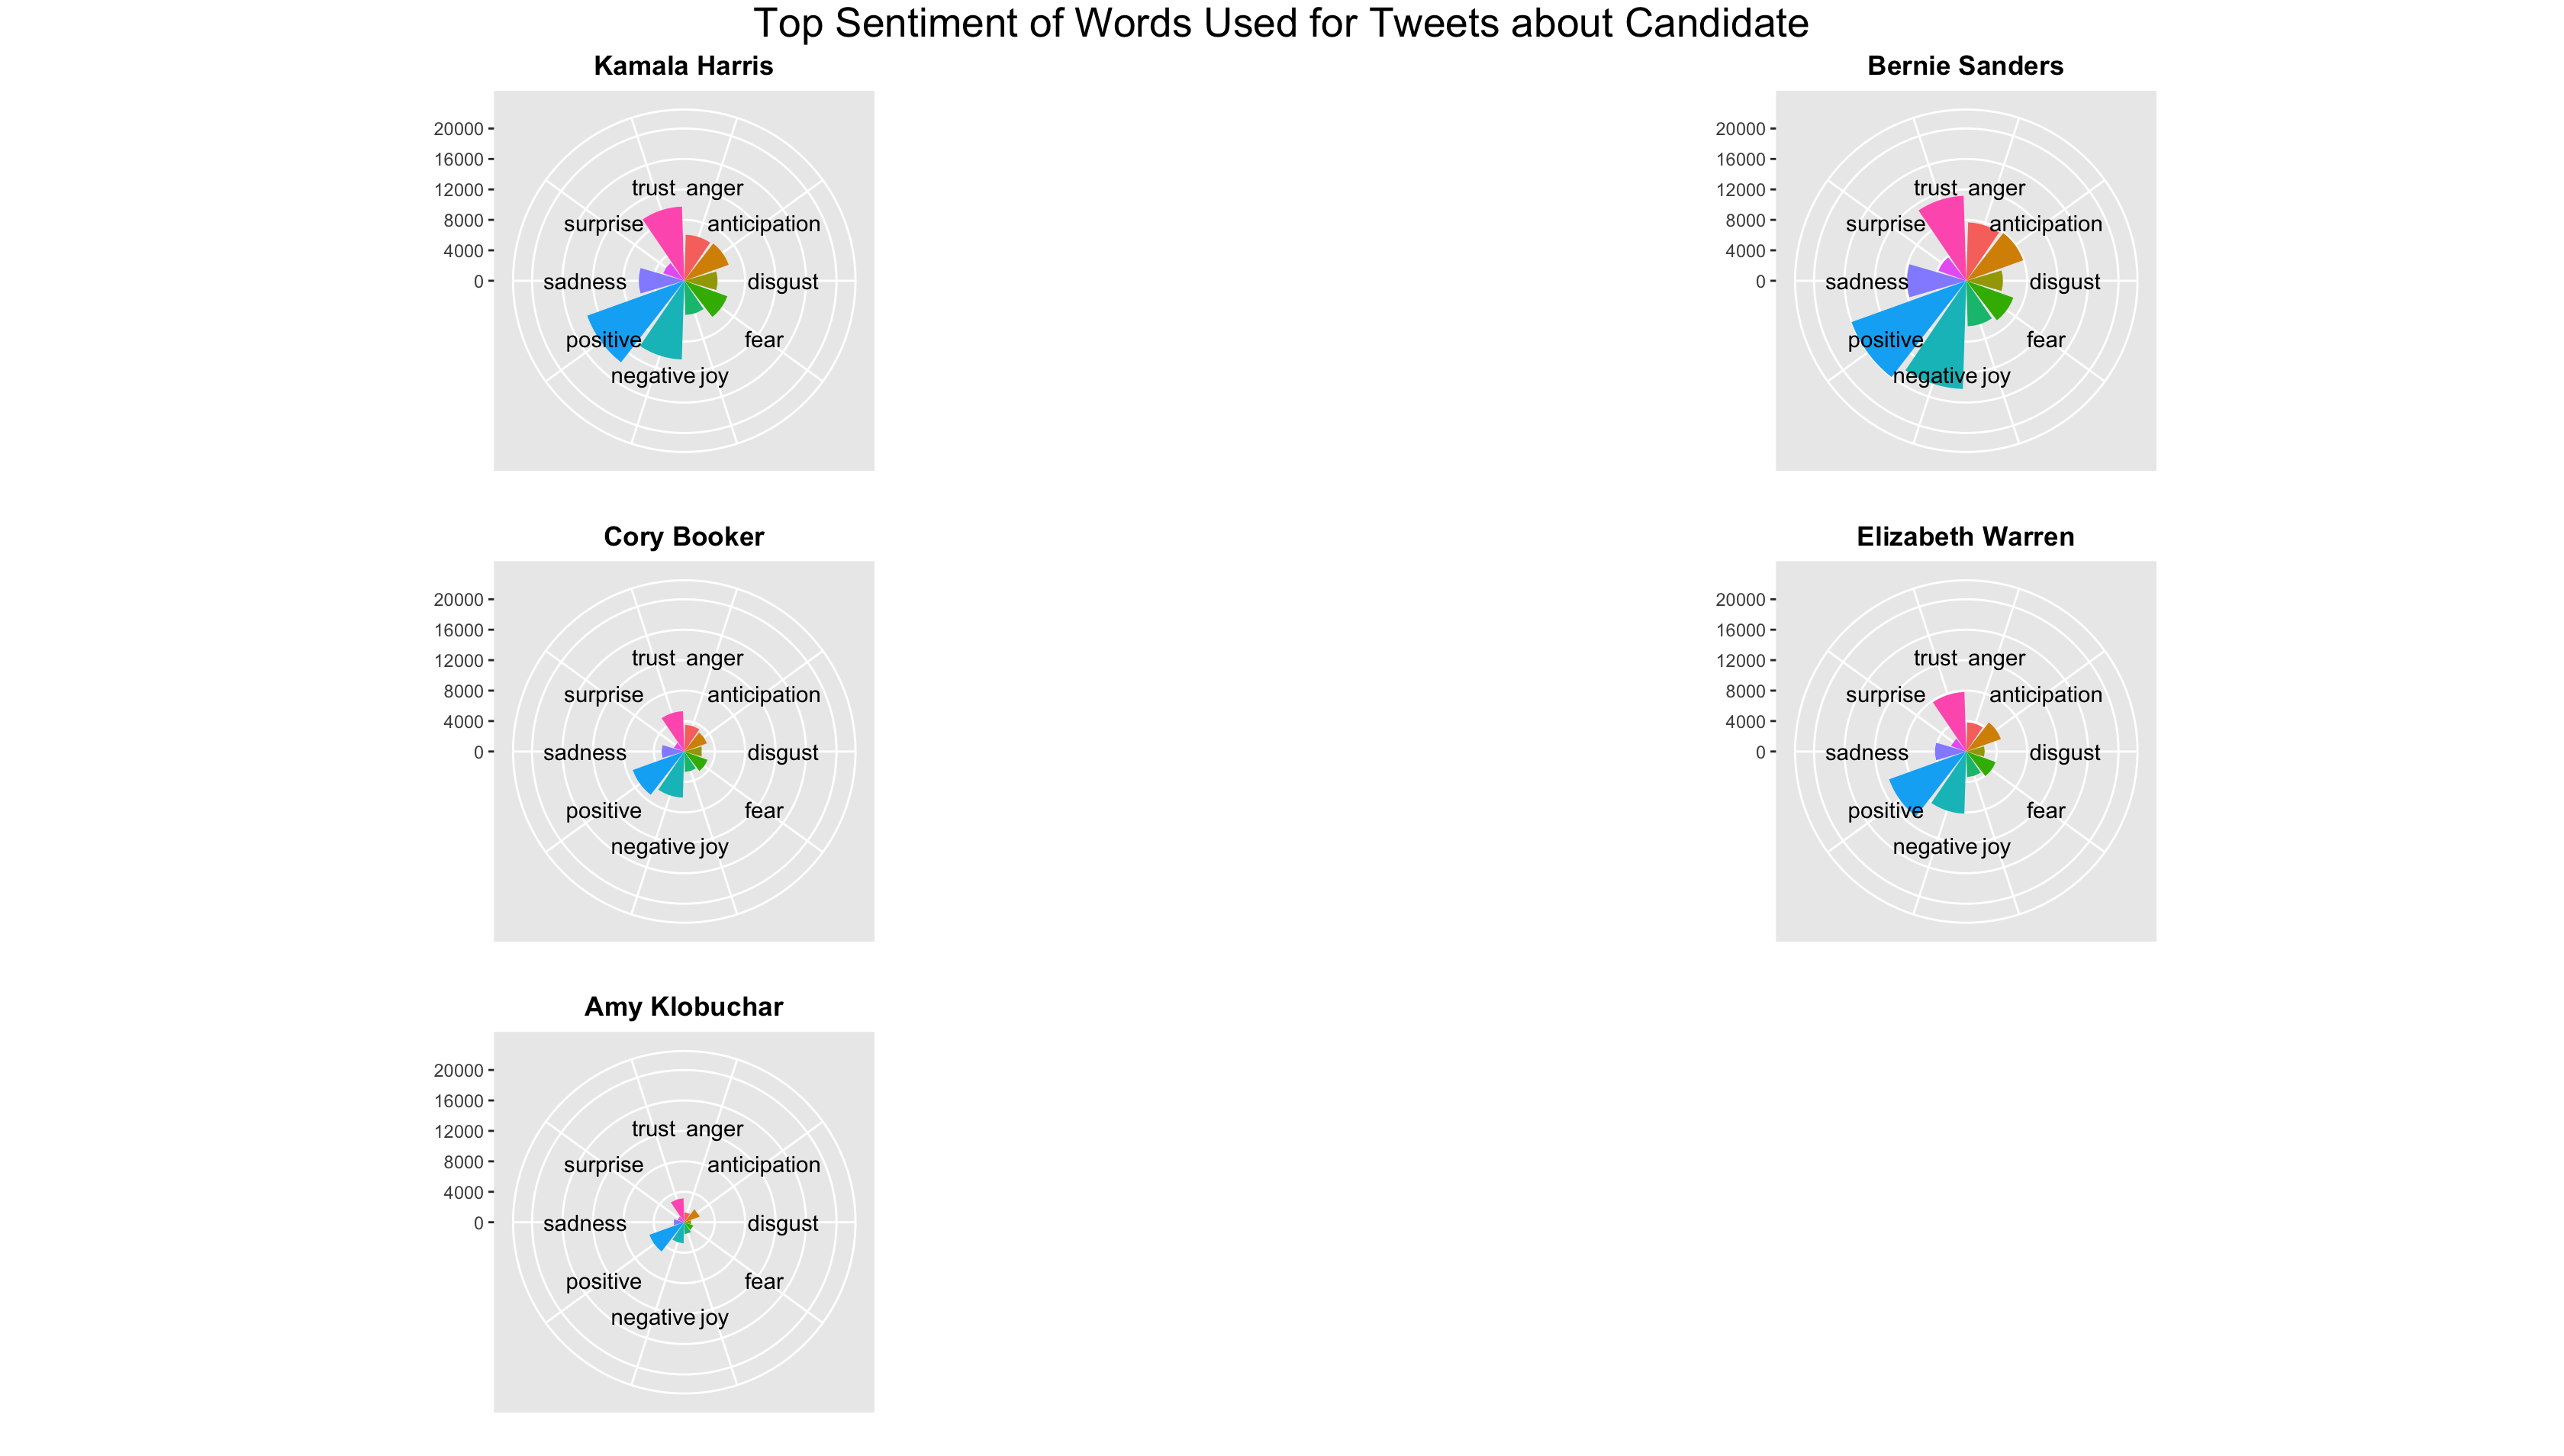 Top Sentiment of Words Used for Tweets about Candidate
Kamala Harris
20000
16000
12000
8000
4000
0
trust anger
surprise anticipation
sadness disgust
positive fear
negative joy
Bernie Sanders
20000
16000
12000
8000
4000
0
trust anger
surprise anticipation
sadness disgust
positive fear
negative joy
Cory Booker
20000
16000
12000
8000
4000
0
trust anger
surprise anticipation
sadness disgust
positive fear
negative joy
Elizabeth Warren
20000
16000
12000
8000
4000
0
trust anger
surprise anticipation
sadness disgust
positive fear
negative joy
Amy Klobuchar
20000
16000
12000
8000
4000
0
trust anger
surprise anticipation
sadness disgust
positive fear
negative joy